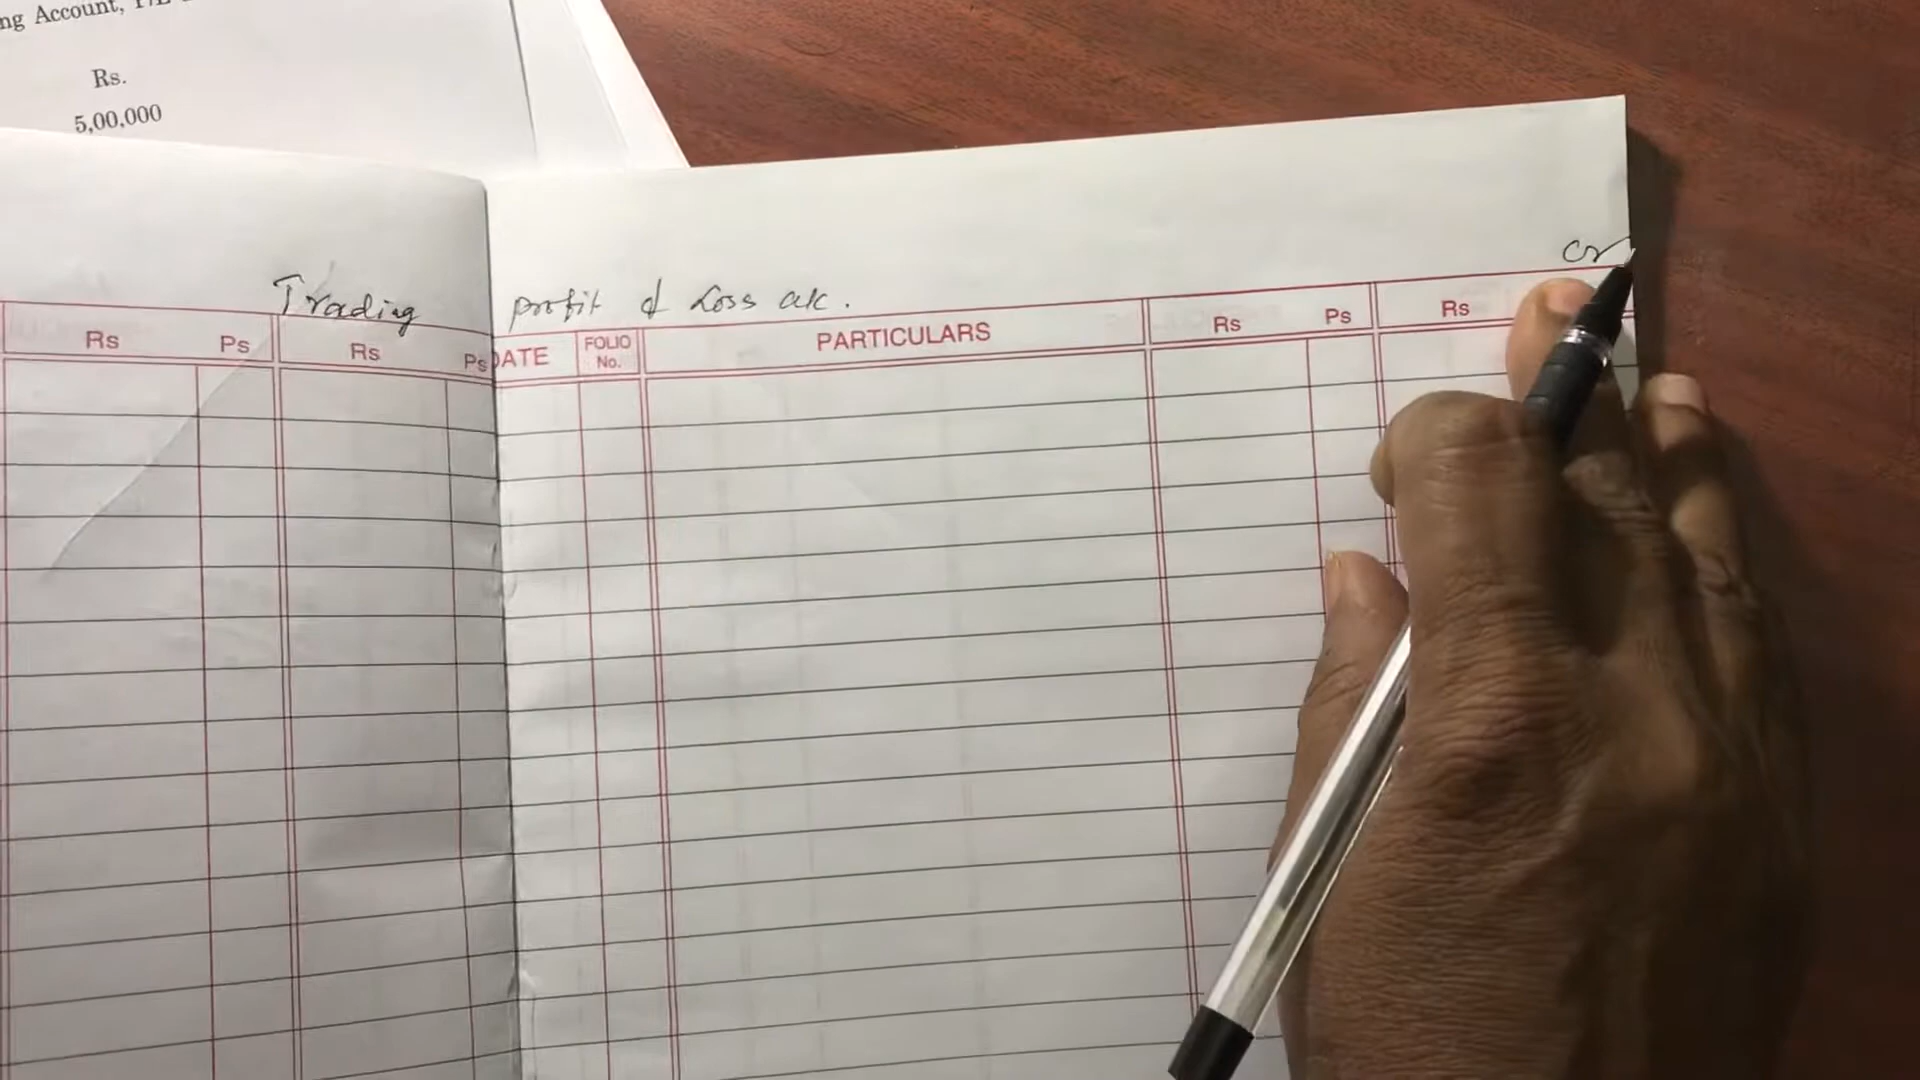 ng Account,
Rs.
5,00,000
cr
Trading profit & Loss a/c.
Rs Ps Rs Ps DATE FOLIO No. PARTICULARS Rs Ps Rs